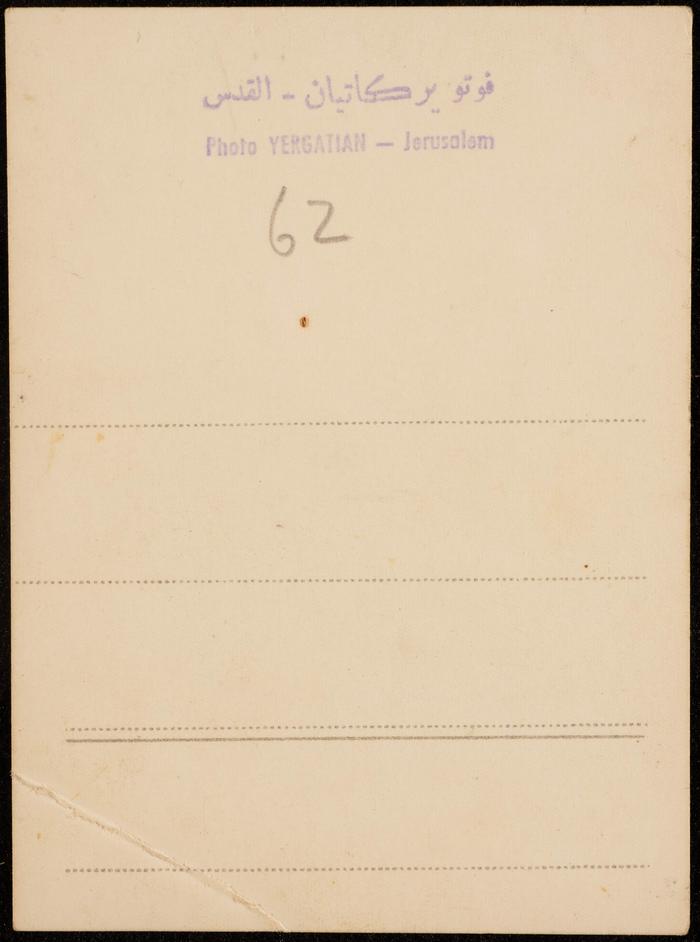 فوتو يركاتيان - القدس
Photo YERGATIAN — Jerusalem
62